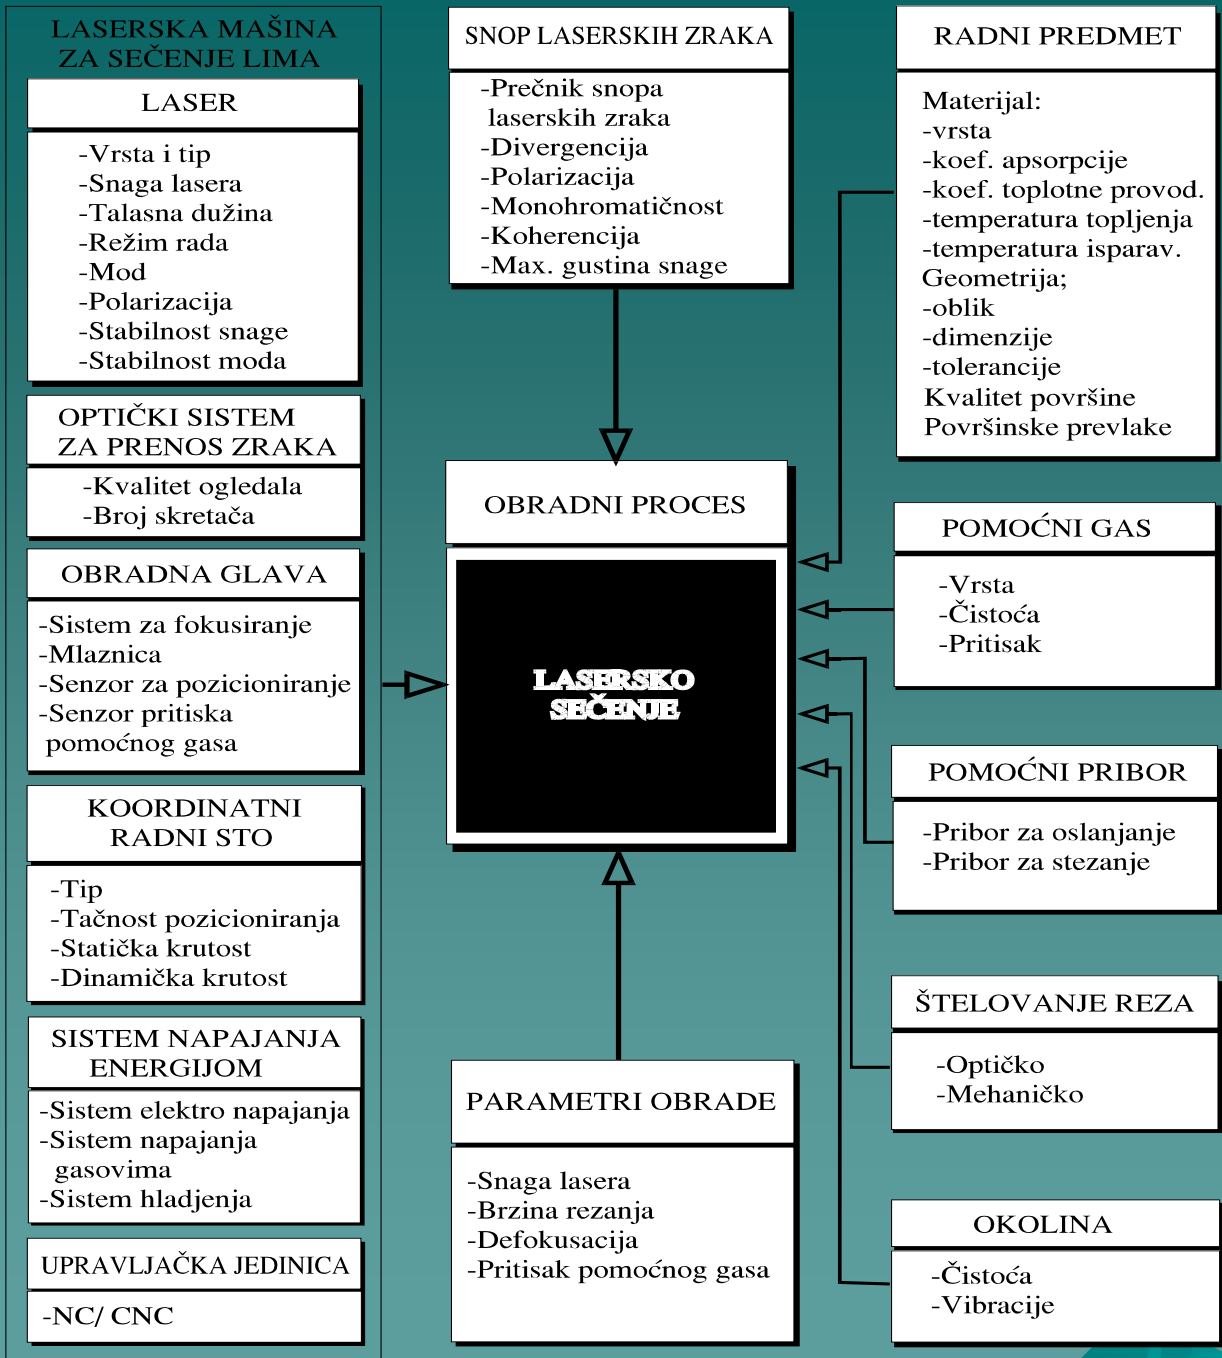 LASERSKA MAŠINA
ZA SEČENJE LIMA
LASER
-Vrsta i tip
-Snaga lasera
-Talasna dužina
-Režim rada
-Mod
-Polarizacija
-Stabilnost snage
-Stabilnost moda
OPTIČKI SISTEM
ZA PRENOS ZRAKA
-Kvalitet ogledala
-Broj skretača
OBRADNA GLAVA
-Sistem za fokusiranje
-Mlaznica
-Senzor za pozicioniranje
-Senzor pritiska
pomoćnog gasa
KOORDINATNI
RADNI STO
-Tip
-Tačnost pozicioniranja
-Statička krutost
-Dinamička krutost
SISTEM NAPAJANJA
ENERGIJOM
-Sistem elektro napajanja
-Sistem napajanja
gasovima
-Sistem hladjenja
UPRAVLJAČKA JEDINICA
-NC/ CNC
SNOP LASERSKIH ZRAKA
-Prečnik snopa
laserskih zraka
-Divergencija
-Polarizacija
-Monohromatičnost
-Koherencija
-Max. gustina snage
OBRADNI PROCES
LASERSKO
SEČENJE
PARAMETRI OBRADE
-Snaga lasera
-Brzina rezanja
-Defokusacija
-Pritisak pomoćnog gasa
RADNI PREDMET
Materijal:
-vrsta
-koef. apsorpcije
-koef. toplotne provod.
-temperatura topljenja
-temperatura isparav.
Geometrija;
-oblik
-dimenzije
-tolerancije
Kvalitet površine
Površinske prevlake
POMOĆNI GAS
-Vrsta
-Čistoća
-Pritisak
POMOĆNI PRIBOR
-Pribor za oslanjanje
-Pribor za stezanje
ŠTELOVANJE REZA
-Optičko
-Mehaničko
OKOLINA
-Čistoća
-Vibracije